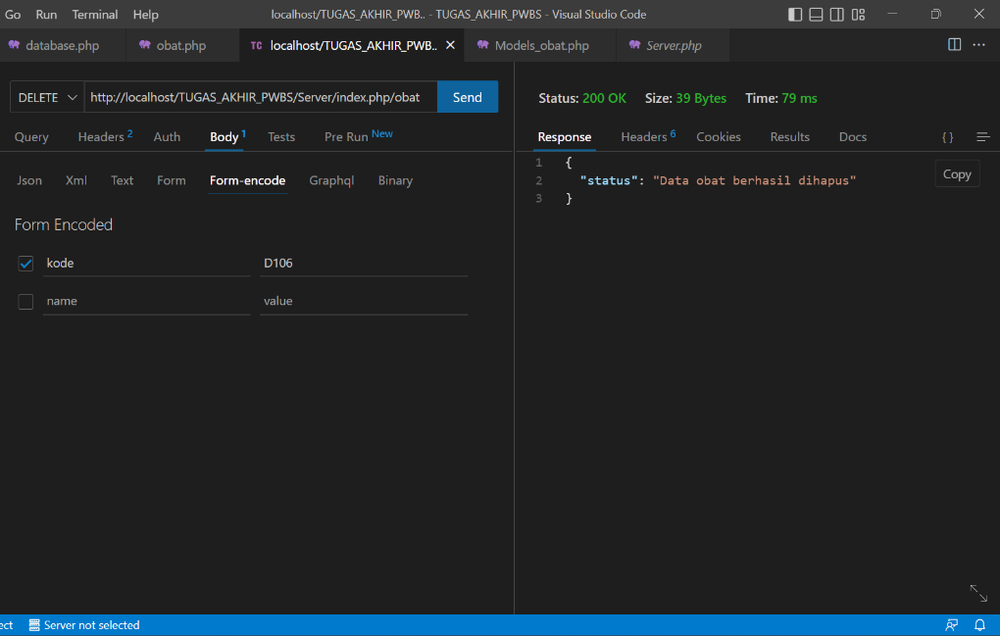 Go Run Terminal Help localhost/TUGAS_AKHIR_PWB.. - TUGAS_AKHIR_PWBS - Visual Studio Code
database.php obat.php TC localhost/TUGAS_AKHIR_PWB.. Models_obat.php Server.php
DELETE http://localhost/TUGAS_AKHIR_PWBS/Server/index.php/obat Send
Query Headers 2 Auth Body 1 Tests Pre Run New
Json Xml Text Form Form-encode Graphql Binary
Form Encoded
kode D106
name value
Status: 200 OK Size: 39 Bytes Time: 79 ms
Response Headers 6 Cookies Results Docs { }
1 {
2 "status": "Data obat berhasil dihapus"
3 }
Copy
ect Server not selected